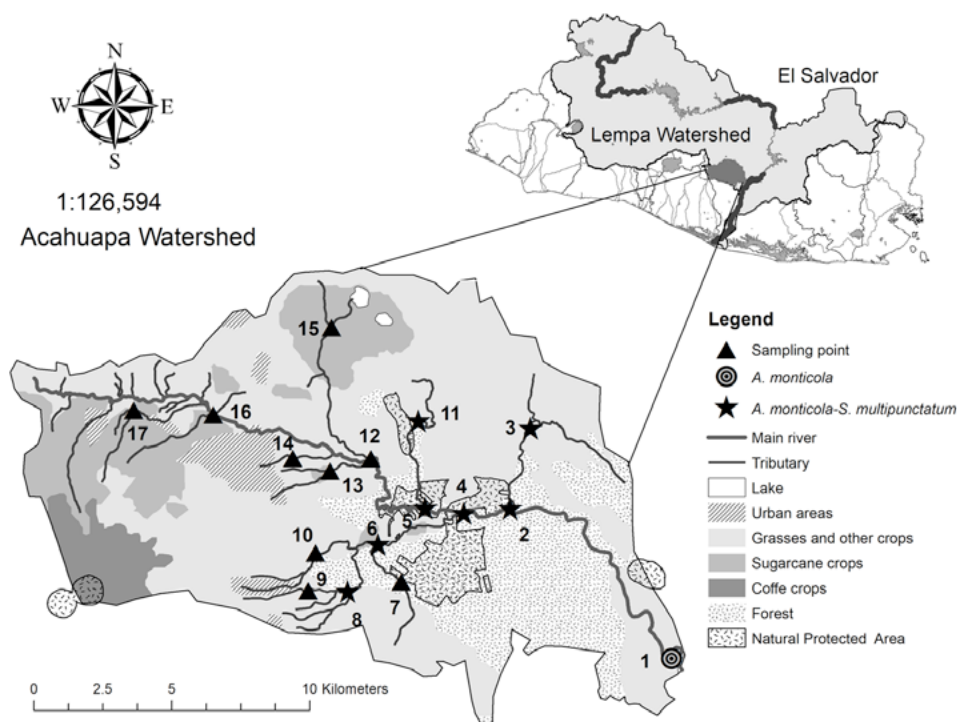 N
W E
S
1:126,594
Acahuapa Watershed
El Salvador
Lempa Watershed
Legend
Sampling point
A. monticola
A. monticola-S. multipunctatum
Main river
Tributary
Lake
Urban areas
Grasses and other crops
Sugarcane crops
Coffe crops
Forest
Natural Protected Area
15
16
17
11
3
14
12
13
4
5
2
6
10
9
7
8
1
0 2.5 5 10 Kilometers